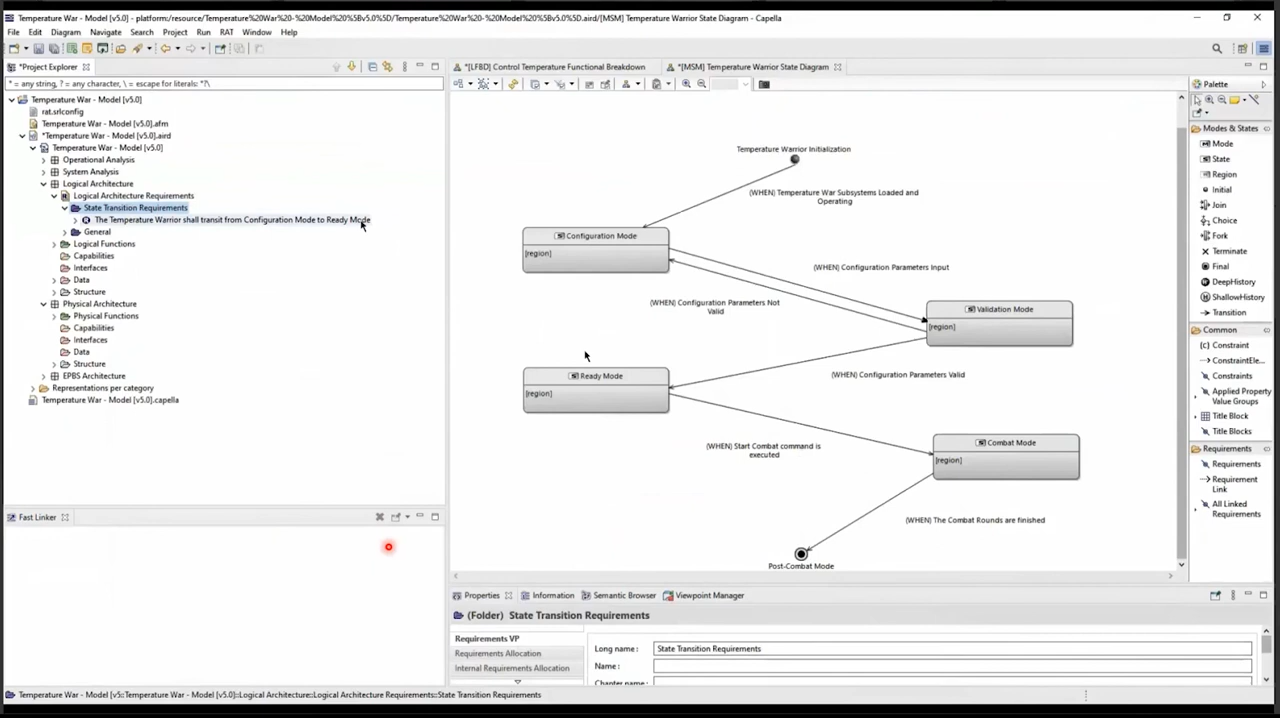 Temperature War - Model [v5.0] - platform:/resource/Temperature%20War%20-%20Model%20%5Bv5.0%5D/Temperature%20War%20-%20Model%20%5Bv5.0%5D.aird/[MSM] Temperature Warrior State Diagram - Capella
File Edit Diagram Navigate Search Project Run RAT Window Help
*Project Explorer
* = any string, ? = any character, \ = escape for literals: *?\
Temperature War - Model [v5.0]
rat.srlconfig
Temperature War - Model [v5.0].afm
*Temperature War - Model [v5.0].aird
Temperature War - Model [v5.0]
Operational Analysis
System Analysis
Logical Architecture
Logical Architecture Requirements
State Transition Requirements
The Temperature Warrior shall transit from Configuration Mode to Ready Mode
General
Logical Functions
Capabilities
Interfaces
Data
Structure
Physical Architecture
Physical Functions
Capabilities
Interfaces
Data
Structure
EPBS Architecture
Representations per category
Temperature War - Model [v5.0].capella
Fast Linker
*[LFBD] Control Temperature Functional Breakdown
*[MSM] Temperature Warrior State Diagram
Temperature Warrior Initialization
(WHEN) Temperature War Subsystems Loaded and
Operating
Configuration Mode
[region]
(WHEN) Configuration Parameters Input
(WHEN) Configuration Parameters Not
Valid
Validation Mode
[region]
(WHEN) Configuration Parameters Valid
Ready Mode
[region]
(WHEN) Start Combat command is
executed
Combat Mode
[region]
(WHEN) The Combat Rounds are finished
Post-Combat Mode
Palette
Modes & States
Mode
State
Region
Initial
Join
Choice
Fork
Terminate
Final
DeepHistory
ShallowHistory
Transition
Common
Constraint
ConstraintEle...
Constraints
Applied Property
Value Groups
Title Block
Title Blocks
Requirements
Requirements
Requirement
Link
All Linked
Requirements
Properties
Information
Semantic Browser
Viewpoint Manager
(Folder) State Transition Requirements
Requirements VP
Requirements Allocation
Internal Requirements Allocation
Long name : State Transition Requirements
Name :
Chapter name :
Temperature War - Model [v5::Temperature War - Model [v5.0]::Logical Architecture::Logical Architecture Requirements::State Transition Requirements